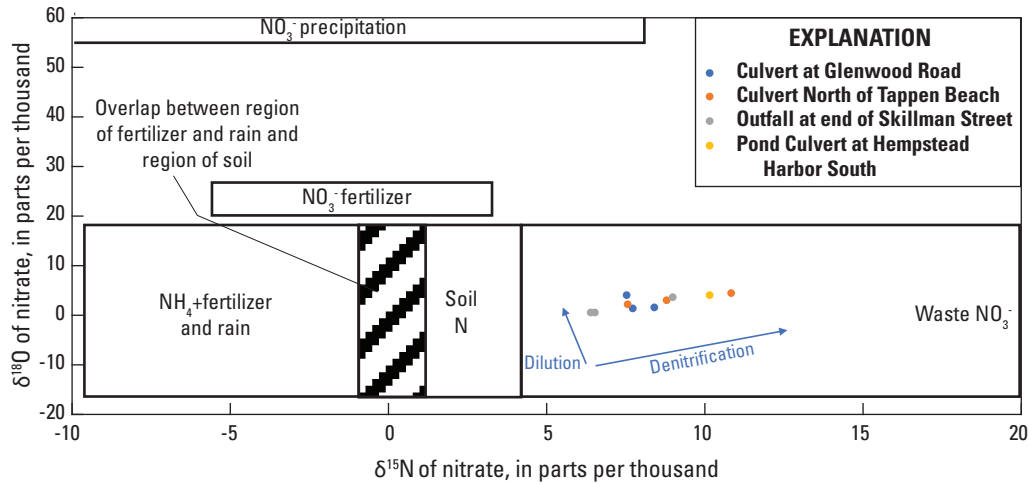 60
50
40
30
20
10
0
-10
-20
δ¹⁸O of nitrate, in parts per thousand
NO₃⁻ precipitation
Overlap between region
of fertilizer and rain and
region of soil
NO₃⁻ fertilizer
NH₄+fertilizer
and rain
Soil
N
Waste NO₃⁻
Dilution
Denitrification
EXPLANATION
Culvert at Glenwood Road
Culvert North of Tappen Beach
Outfall at end of Skillman Street
Pond Culvert at Hempstead
Harbor South
-10 -5 0 5 10 15 20
δ¹⁵N of nitrate, in parts per thousand